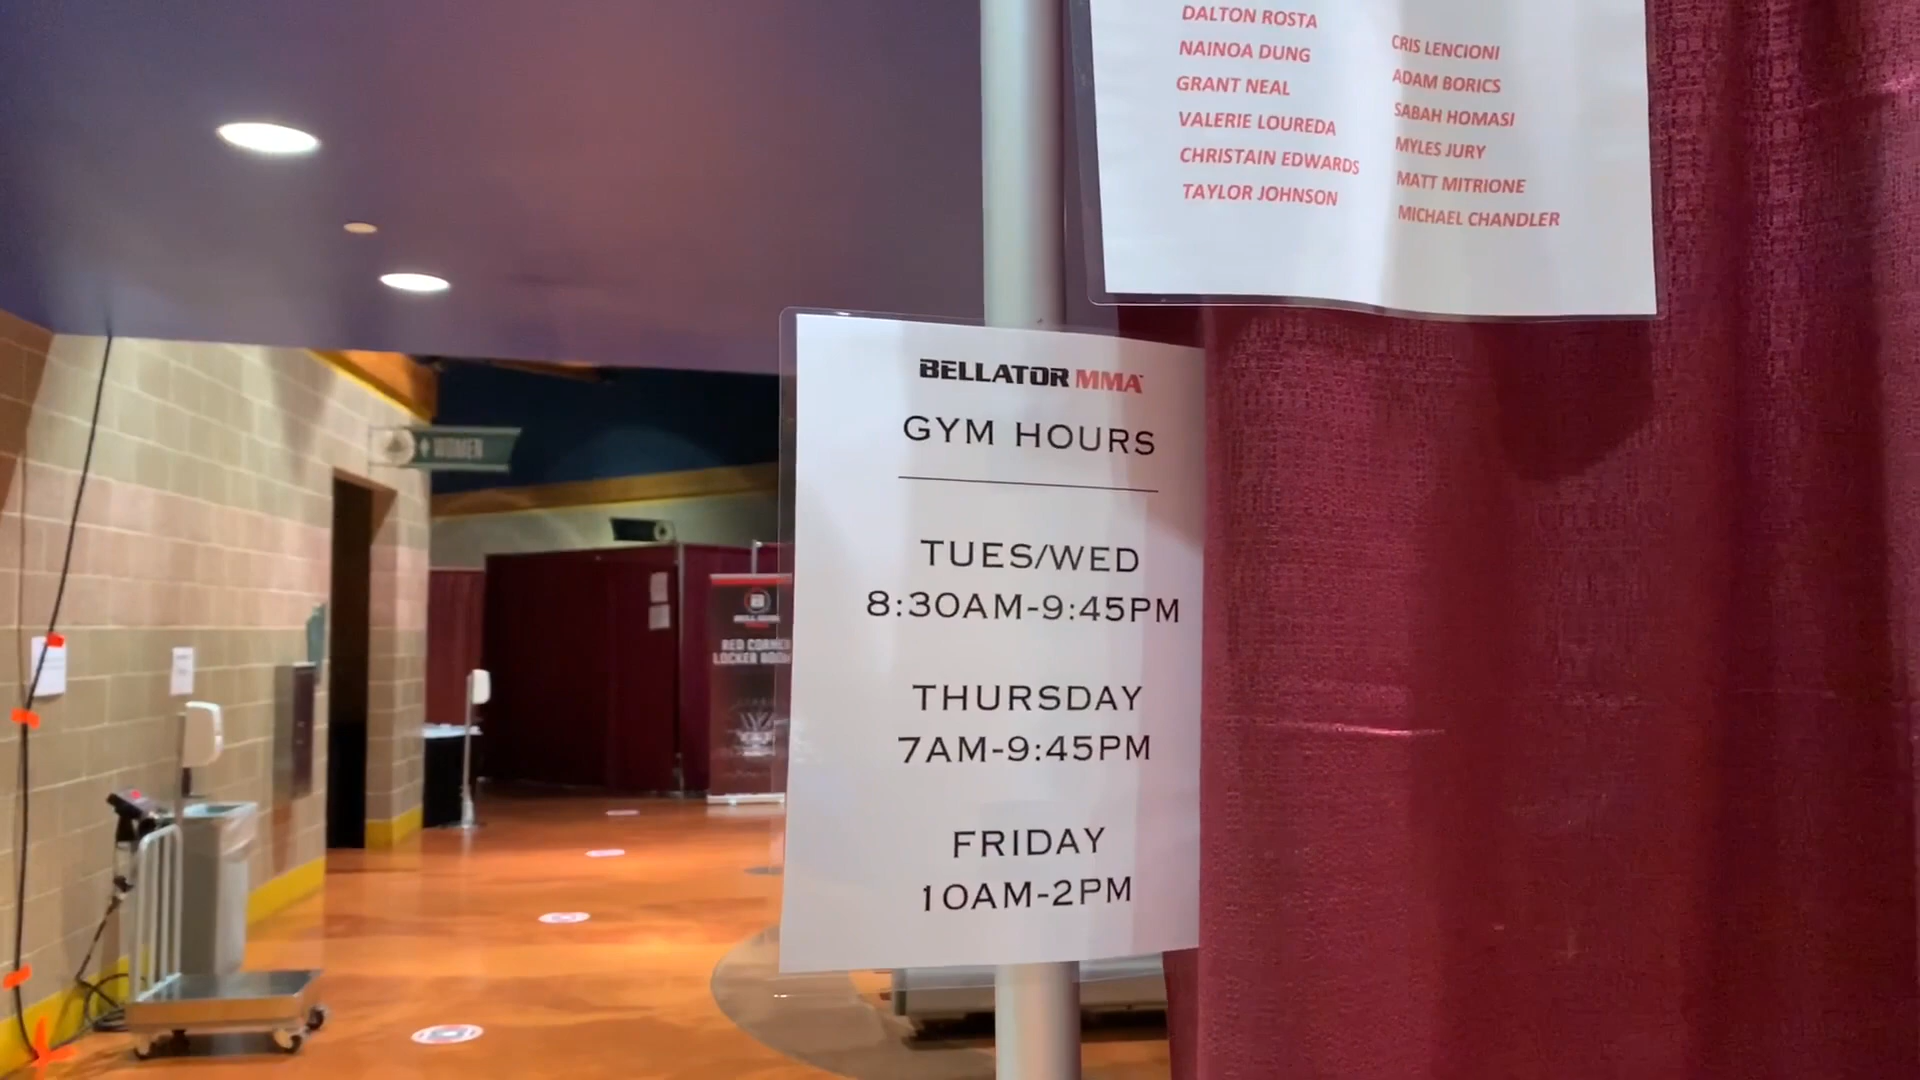 DALTON ROSTA
NAINOA DUNG
GRANT NEAL
VALERIE LOUREDA
CHRISTAIN EDWARDS
TAYLOR JOHNSON
CRIS LENCIONI
ADAM BORICS
SABAH HOMASI
MYLES JURY
MATT MITRIONE
MICHAEL CHANDLER
BELLATOR MMA
GYM HOURS
TUES/WED
8:30AM-9:45PM
THURSDAY
7AM-9:45PM
FRIDAY
10AM-2PM
WOMEN
RED CORNER
LOCKER ROOM